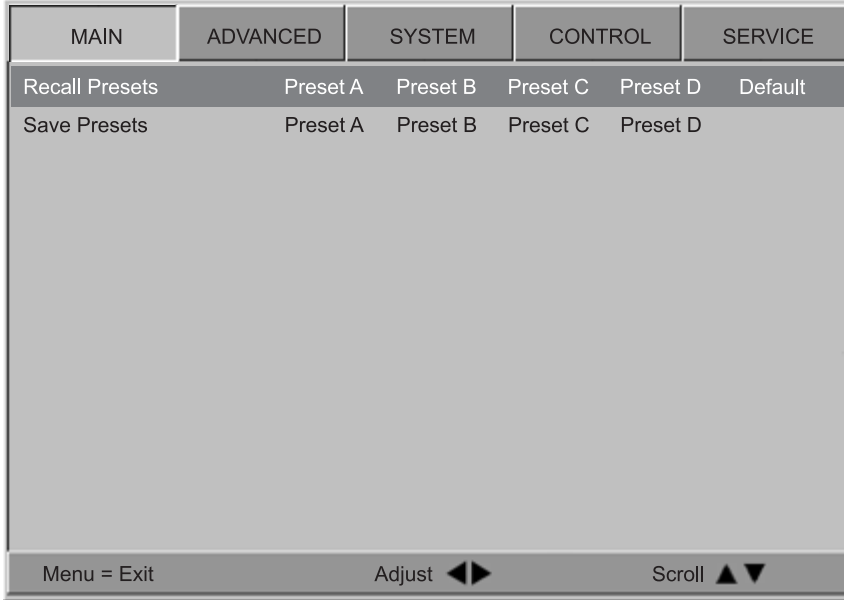 MAIN ADVANCED SYSTEM CONTROL SERVICE
Recall Presets Preset A Preset B Preset C Preset D Default
Save Presets Preset A Preset B Preset C Preset D
Menu = Exit Adjust ◀▶ Scroll ▲▼